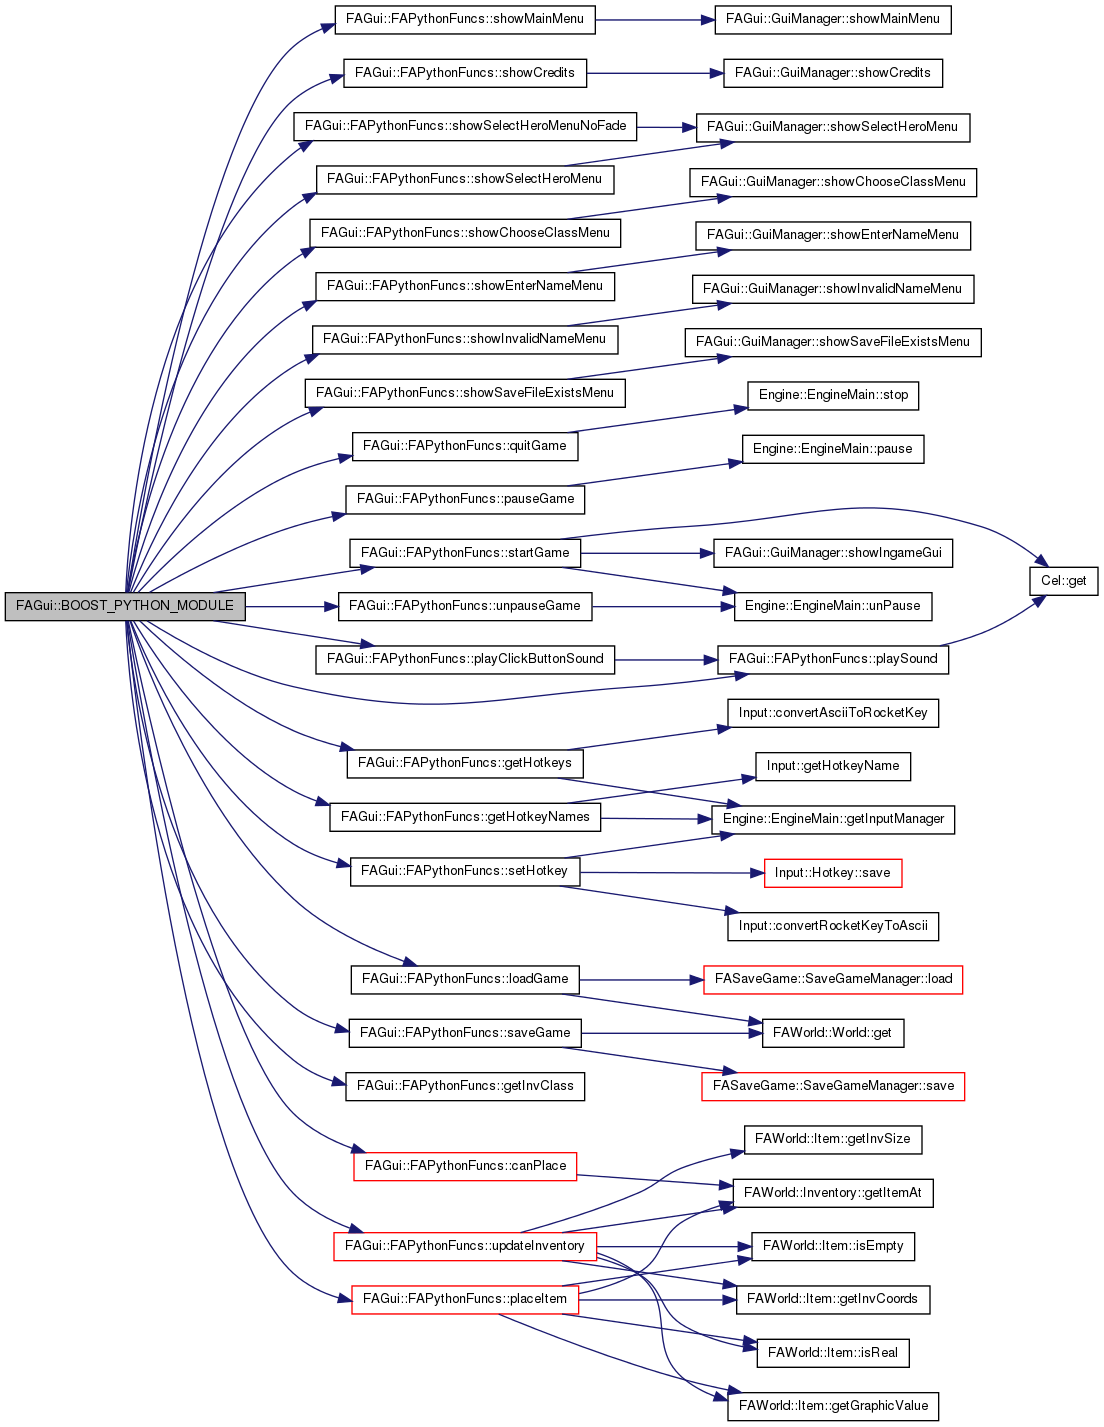 FAGui::FAPythonFuncs::showMainMenu
FAGui::GuiManager::showMainMenu
FAGui::FAPythonFuncs::showCredits
FAGui::GuiManager::showCredits
FAGui::FAPythonFuncs::showSelectHeroMenuNoFade
FAGui::GuiManager::showSelectHeroMenu
FAGui::FAPythonFuncs::showSelectHeroMenu
FAGui::GuiManager::showChooseClassMenu
FAGui::FAPythonFuncs::showChooseClassMenu
FAGui::GuiManager::showEnterNameMenu
FAGui::FAPythonFuncs::showEnterNameMenu
FAGui::GuiManager::showInvalidNameMenu
FAGui::FAPythonFuncs::showInvalidNameMenu
FAGui::GuiManager::showSaveFileExistsMenu
FAGui::FAPythonFuncs::showSaveFileExistsMenu
Engine::EngineMain::stop
FAGui::FAPythonFuncs::quitGame
Engine::EngineMain::pause
FAGui::FAPythonFuncs::pauseGame
FAGui::FAPythonFuncs::startGame
FAGui::GuiManager::showIngameGui
Cel::get
FAGui::BOOST_PYTHON_MODULE
FAGui::FAPythonFuncs::unpauseGame
Engine::EngineMain::unPause
FAGui::FAPythonFuncs::playClickButtonSound
FAGui::FAPythonFuncs::playSound
Input::convertAsciiToRocketKey
FAGui::FAPythonFuncs::getHotkeys
Input::getHotkeyName
FAGui::FAPythonFuncs::getHotkeyNames
Engine::EngineMain::getInputManager
FAGui::FAPythonFuncs::setHotkey
Input::Hotkey::save
Input::convertRocketKeyToAscii
FAGui::FAPythonFuncs::loadGame
FASaveGame::SaveGameManager::load
FAGui::FAPythonFuncs::saveGame
FAWorld::World::get
FAGui::FAPythonFuncs::getInvClass
FASaveGame::SaveGameManager::save
FAWorld::Item::getInvSize
FAGui::FAPythonFuncs::canPlace
FAWorld::Inventory::getItemAt
FAGui::FAPythonFuncs::updateInventory
FAWorld::Item::isEmpty
FAGui::FAPythonFuncs::placeItem
FAWorld::Item::getInvCoords
FAWorld::Item::isReal
FAWorld::Item::getGraphicValue